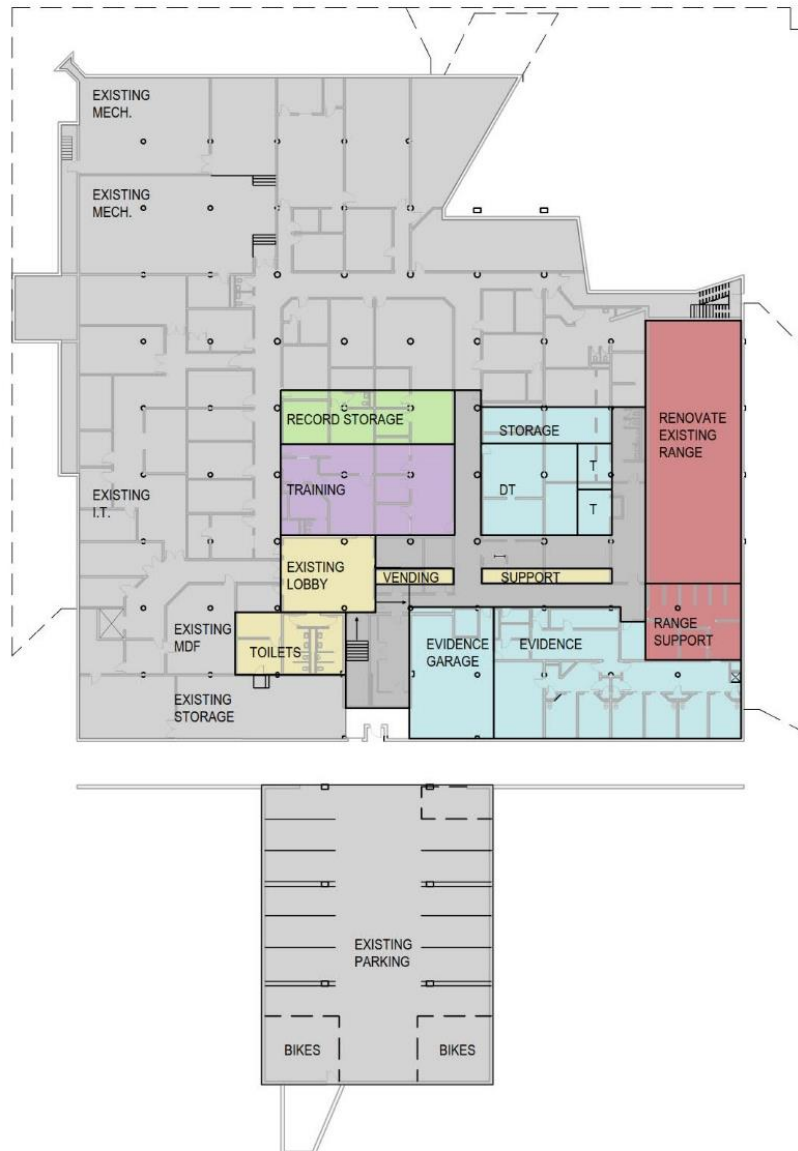 EXISTING
MECH.
EXISTING
MECH.
RECORD STORAGE
STORAGE
RENOVATE
EXISTING
RANGE
TRAINING
DT
T
T
EXISTING
I.T.
EXISTING
LOBBY
VENDING
SUPPORT
EXISTING
MDF
TOILETS
EVIDENCE
GARAGE
EVIDENCE
RANGE
SUPPORT
EXISTING
STORAGE
EXISTING
PARKING
BIKES
BIKES